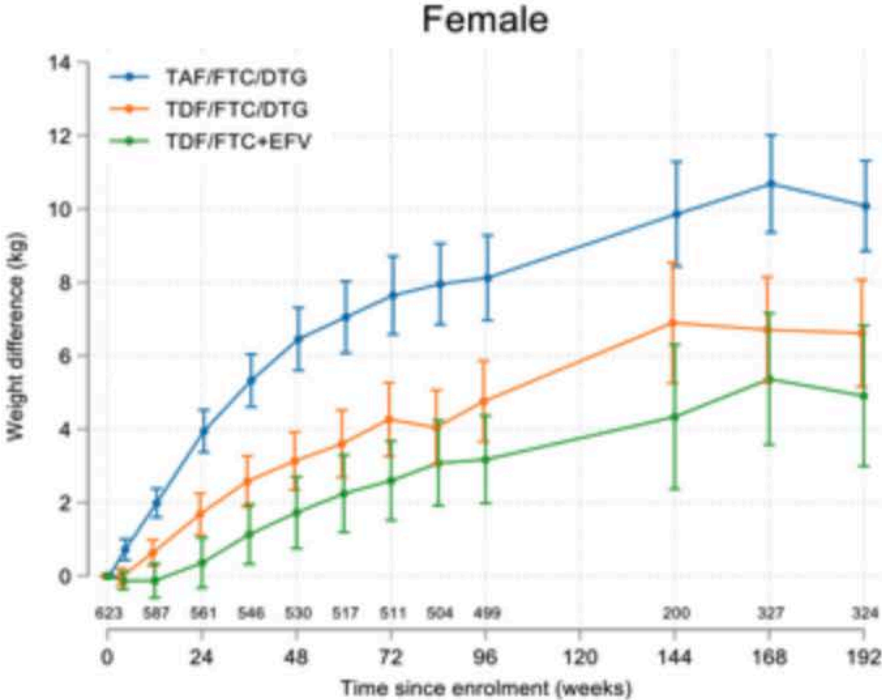 Female
14
TAF/FTC/DTG
TDF/FTC/DTG
TDF/FTC+EFV
12
10
8
6
4
2
0
Weight difference (kg)
623 587 561 546 530 517 511 504 499 200 327 324
0 24 48 72 96 120 144 168 192
Time since enrolment (weeks)